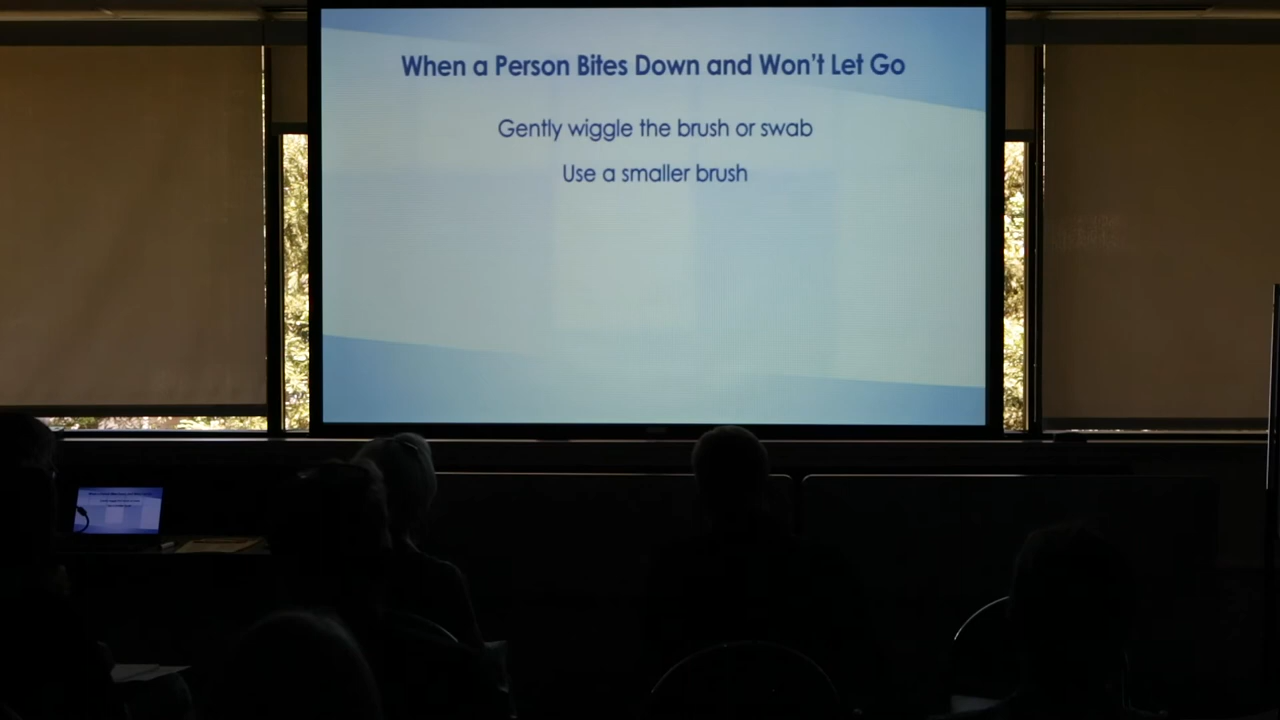 When a Person Bites Down and Won't Let Go
Gently wiggle the brush or swab
Use a smaller brush